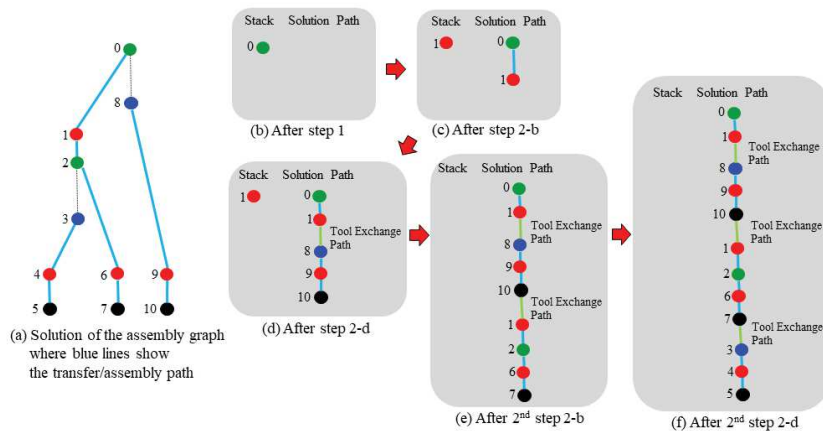 0
8
1
2
3
4
6
9
5
7
10
(a) Solution of the assembly graph
where blue lines show
the transfer/assembly path
Stack Solution Path
0
(b) After step 1
Stack Solution Path
1
0
1
(c) After step 2-b
Stack Solution Path
1
0
1
Tool Exchange
Path
8
9
10
(d) After step 2-d
Stack Solution Path
0
1
Tool Exchange
Path
8
9
10
Tool Exchange
Path
1
2
6
7
(e) After 2nd step 2-b
Stack Solution Path
0
1
Tool Exchange
Path
8
9
10
Tool Exchange
Path
1
2
6
7
Tool Exchange
Path
3
4
5
(f) After 2nd step 2-d